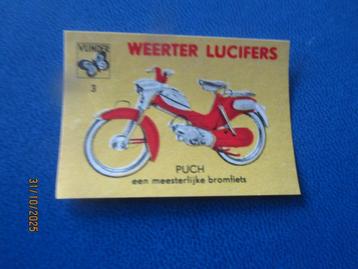 VLINDER
WEERTER LUCIFERS
3
PUCH
een meesterlijke bromfiets
31/10/2025